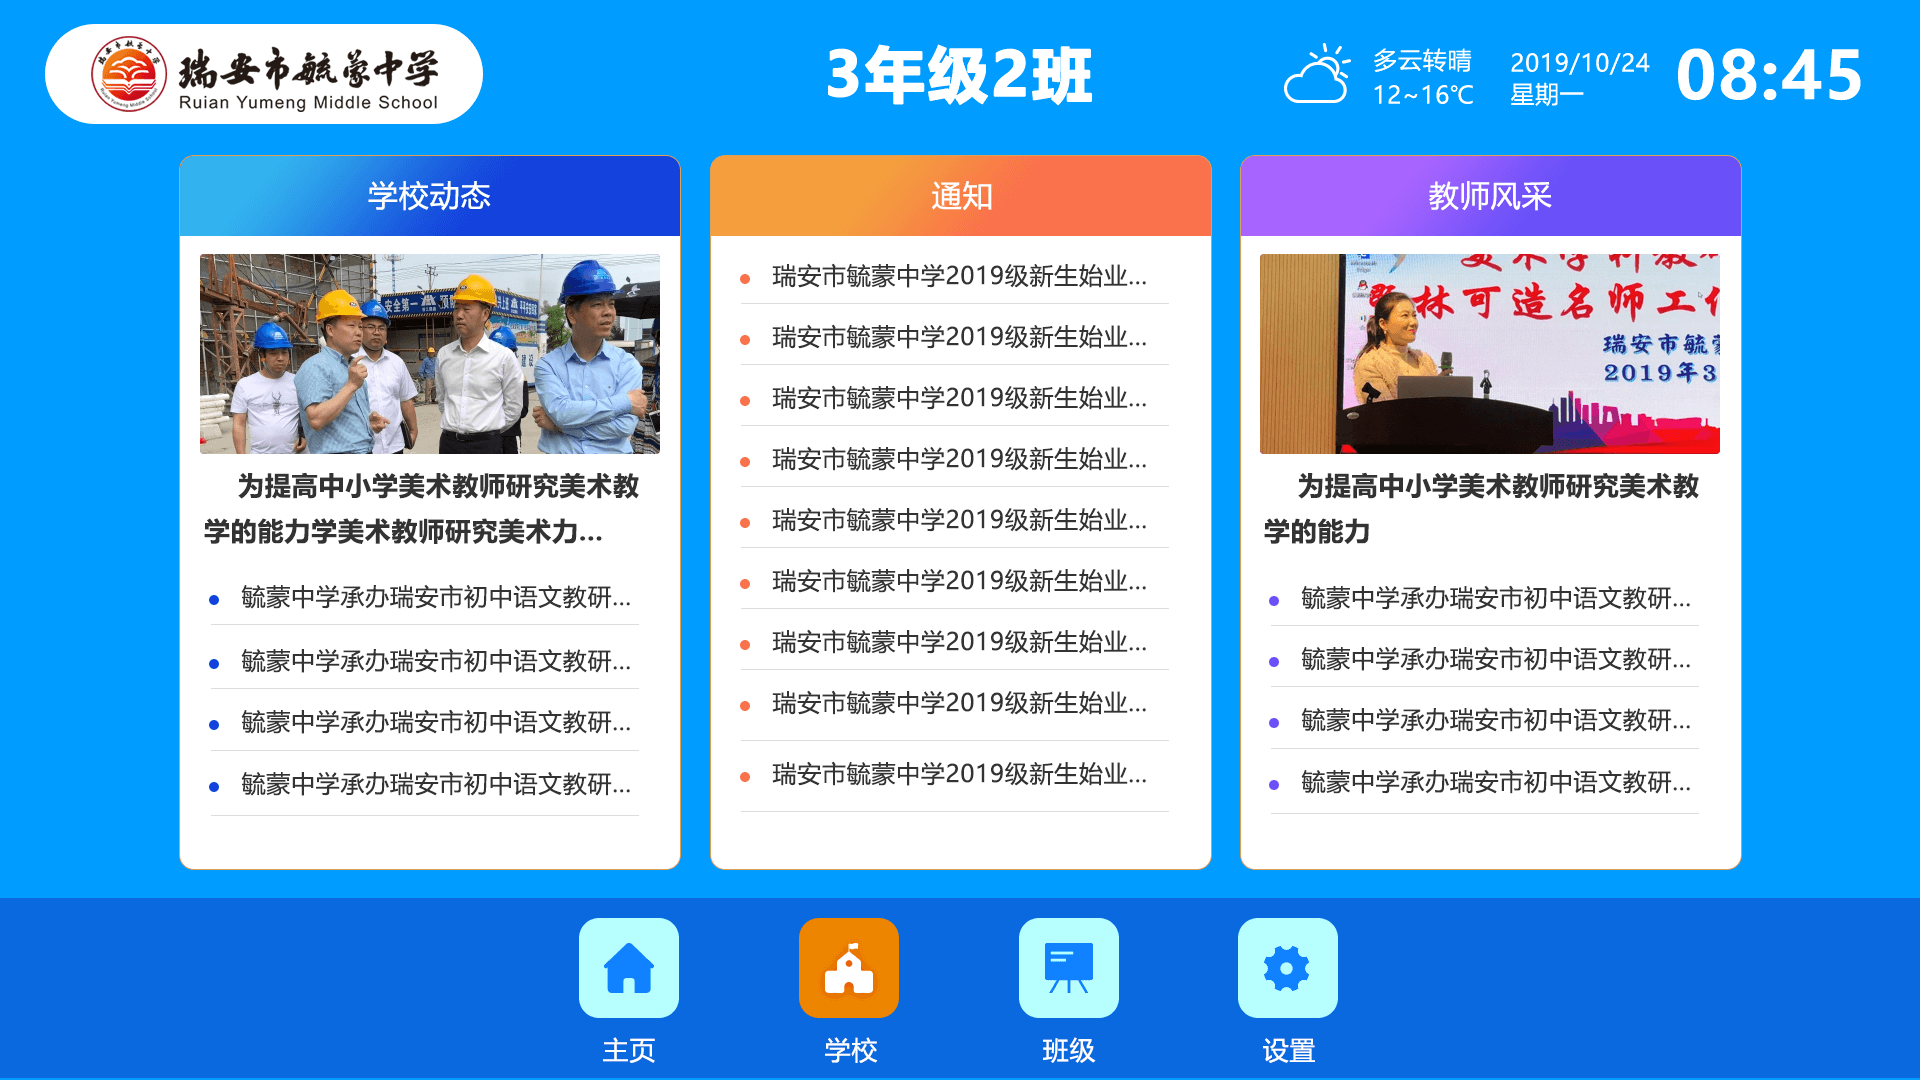 瑞安市毓蒙中学
Ruian Yumeng Middle School
3年级2班
多云转晴
12~16℃
2019/10/24
星期一
08:45
学校动态
为提高中小学美术教师研究美术教
学的能力学美术教师研究美术力...
毓蒙中学承办瑞安市初中语文教研...
毓蒙中学承办瑞安市初中语文教研...
毓蒙中学承办瑞安市初中语文教研...
毓蒙中学承办瑞安市初中语文教研...
通知
瑞安市毓蒙中学2019级新生始业...
瑞安市毓蒙中学2019级新生始业...
瑞安市毓蒙中学2019级新生始业...
瑞安市毓蒙中学2019级新生始业...
瑞安市毓蒙中学2019级新生始业...
瑞安市毓蒙中学2019级新生始业...
瑞安市毓蒙中学2019级新生始业...
瑞安市毓蒙中学2019级新生始业...
瑞安市毓蒙中学2019级新生始业...
教师风采
林可造名师工
瑞安市毓
2019年3
为提高中小学美术教师研究美术教
学的能力
毓蒙中学承办瑞安市初中语文教研...
毓蒙中学承办瑞安市初中语文教研...
毓蒙中学承办瑞安市初中语文教研...
毓蒙中学承办瑞安市初中语文教研...
主页
学校
班级
设置